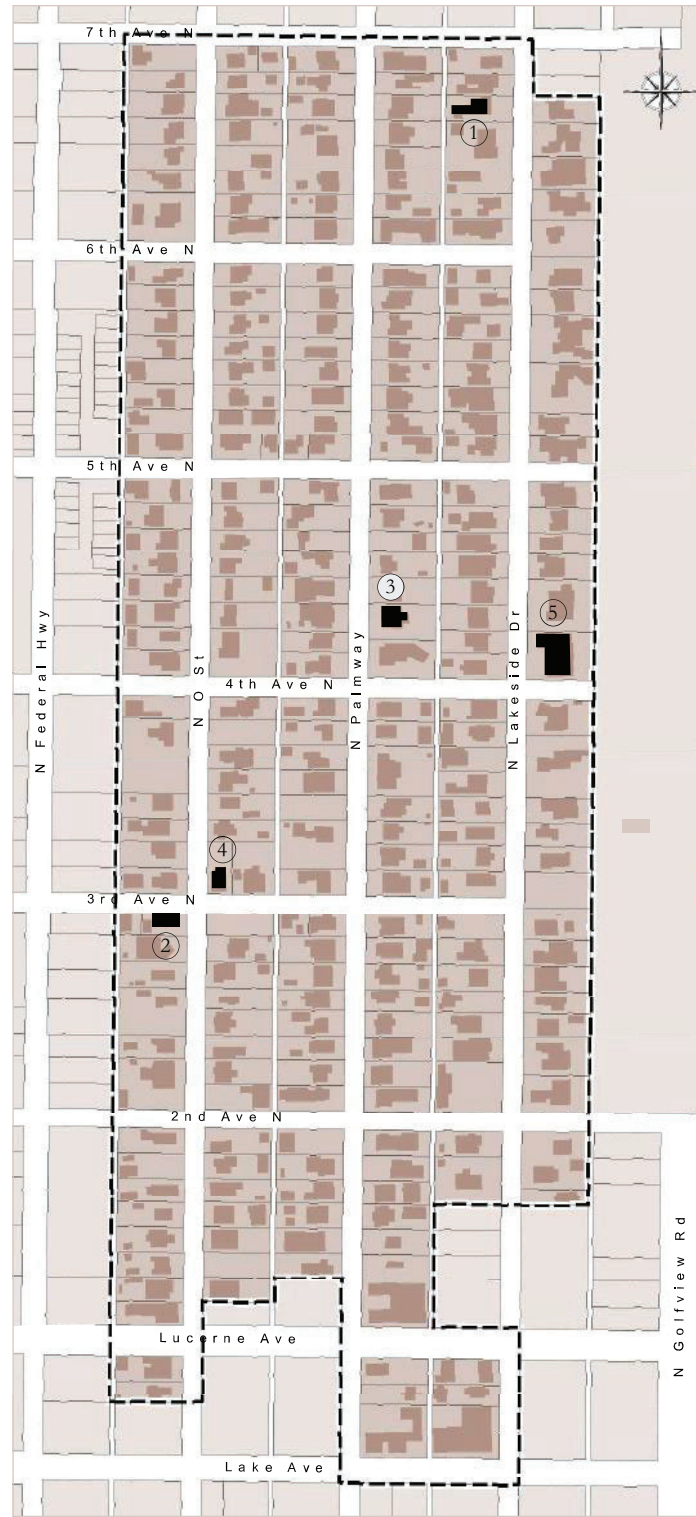 7th Ave N
1
6th Ave N
5th Ave N
3
5
N Federal Hwy
N O St
N Palmway
N Lakeside Dr
4th Ave N
4
3rd Ave N
2
2nd Ave N
N Golfview Rd
Lucerne Ave
Lake Ave